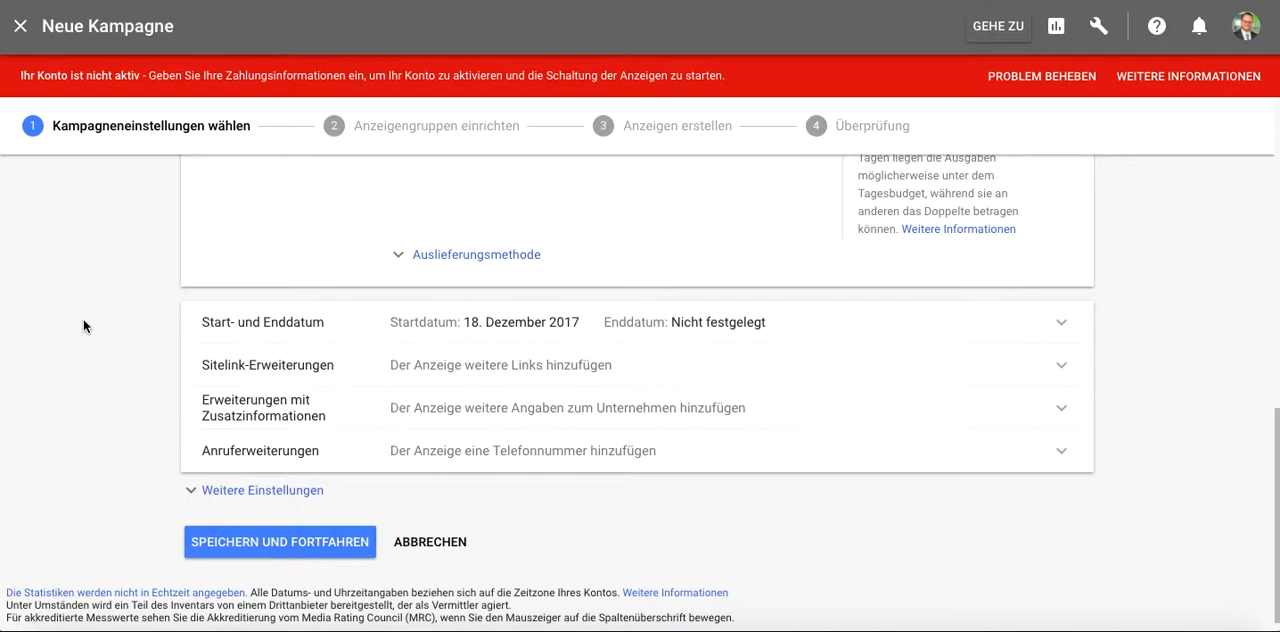 Neue Kampagne
GEHE ZU
Ihr Konto ist nicht aktiv - Geben Sie Ihre Zahlungsinformationen ein, um Ihr Konto zu aktivieren und die Schaltung der Anzeigen zu starten.
PROBLEM BEHEBEN
WEITERE INFORMATIONEN
1 Kampagneneinstellungen wählen
2 Anzeigengruppen einrichten
3 Anzeigen erstellen
4 Überprüfung
Tagen liegen die Ausgaben
möglicherweise unter dem
Tagesbudget, während sie an
anderen das Doppelte betragen
können. Weitere Informationen
Auslieferungsmethode
Start- und Enddatum
Startdatum: 18. Dezember 2017
Enddatum: Nicht festgelegt
Sitelink-Erweiterungen
Der Anzeige weitere Links hinzufügen
Erweiterungen mit
Zusatzinformationen
Der Anzeige weitere Angaben zum Unternehmen hinzufügen
Anruferweiterungen
Der Anzeige eine Telefonnummer hinzufügen
Weitere Einstellungen
SPEICHERN UND FORTFAHREN
ABBRECHEN
Die Statistiken werden nicht in Echtzeit angegeben. Alle Datums- und Uhrzeitangaben beziehen sich auf die Zeitzone Ihres Kontos. Weitere Informationen
Unter Umständen wird ein Teil des Inventars von einem Drittanbieter bereitgestellt, der als Vermittler agiert.
Für akkreditierte Messwerte sehen Sie die Akkreditierung vom Media Rating Council (MRC), wenn Sie den Mauszeiger auf die Spaltenüberschrift bewegen.